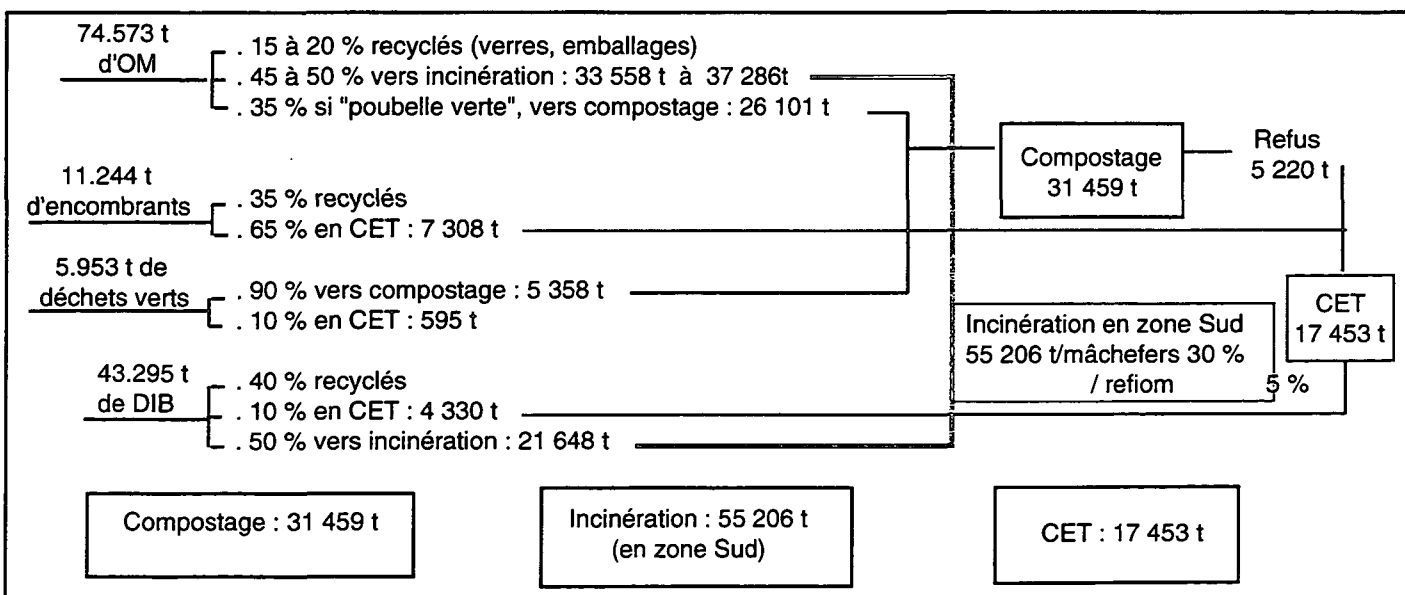 74.573 t
d'OM
. 15 à 20 % recyclés (verres, emballages)
. 45 à 50 % vers incinération : 33 558 t à 37 286t
. 35 % si "poubelle verte", vers compostage : 26 101 t
Compostage
31 459 t
Refus
5 220 t
11.244 t
d'encombrants
. 35 % recyclés
. 65 % en CET : 7 308 t
5.953 t de
déchets verts
. 90 % vers compostage : 5 358 t
. 10 % en CET : 595 t
CET
17 453 t
Incinération en zone Sud
55 206 t/mâchefers 30 %
/ refiom 5 %
43.295 t
de DIB
. 40 % recyclés
. 10 % en CET : 4 330 t
. 50 % vers incinération : 21 648 t
Compostage : 31 459 t
Incinération : 55 206 t
(en zone Sud)
CET : 17 453 t